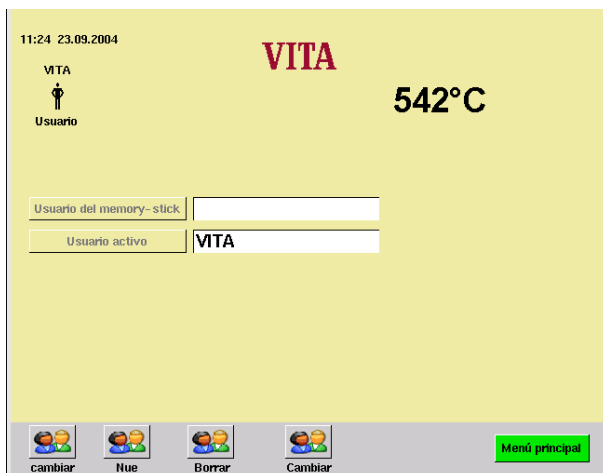 11:24 23.09.2004
VITA
VITA
542°C
Usuario
Usuario del memory-stick
Usuario activo VITA
cambiar Nue Borrar Cambiar
Menú principal